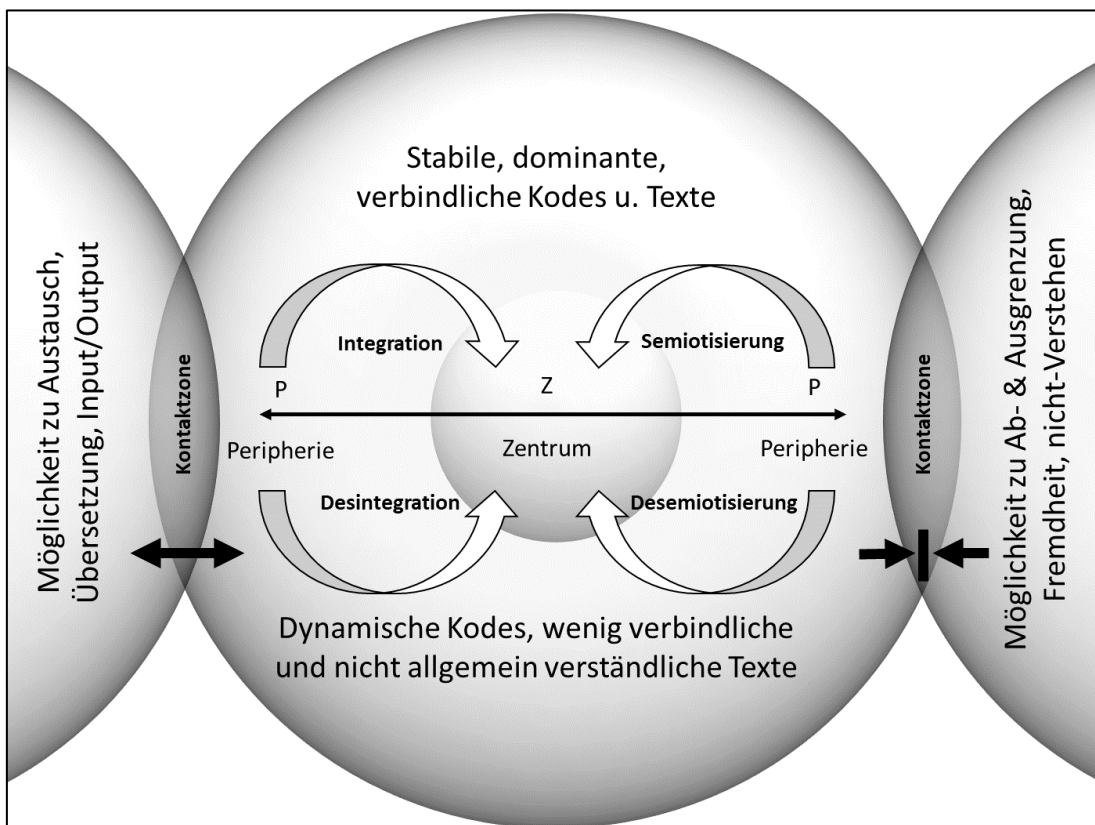 Stabile, dominante,
verbindliche Kodes u. Texte
Möglichkeit zu Austausch,
Übersetzung, Input/Output
Kontaktzone
Integration
Semiotisierung
P
Z
P
Peripherie
Zentrum
Peripherie
Desintegration
Desemiotisierung
Dynamische Kodes, wenig verbindliche
und nicht allgemein verständliche Texte
Kontaktzone
Möglichkeit zu Ab- & Ausgrenzung,
Fremdheit, nicht-Verstehen